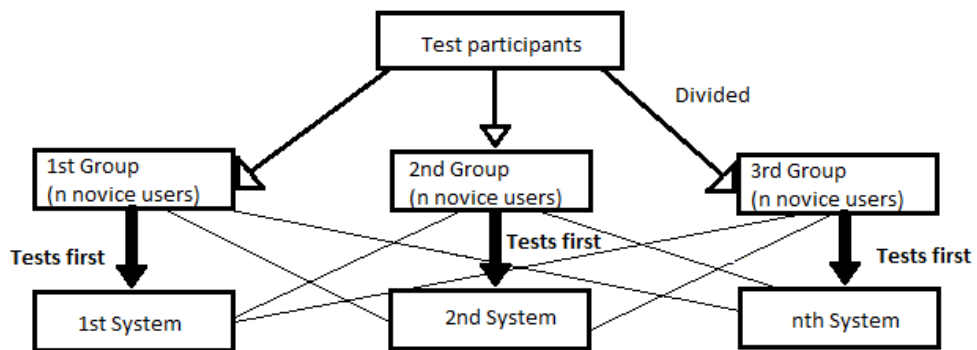 Test participants
Divided
1st Group
(n novice users)
2nd Group
(n novice users)
3rd Group
(n novice users)
Tests first
Tests first
Tests first
1st System
2nd System
nth System